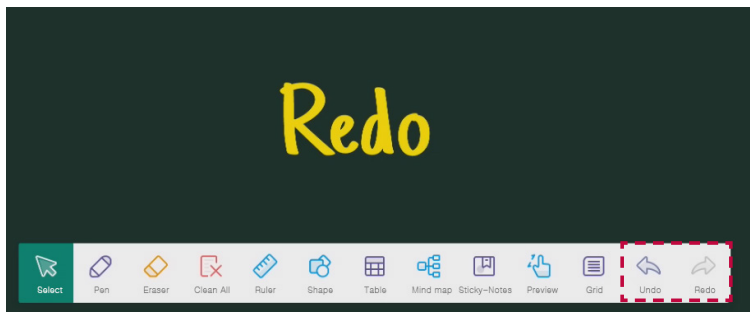 Redo
Select Pen Eraser Clean All Ruler Shape Table Mind map Sticky-Notes Preview Grid Undo Redo